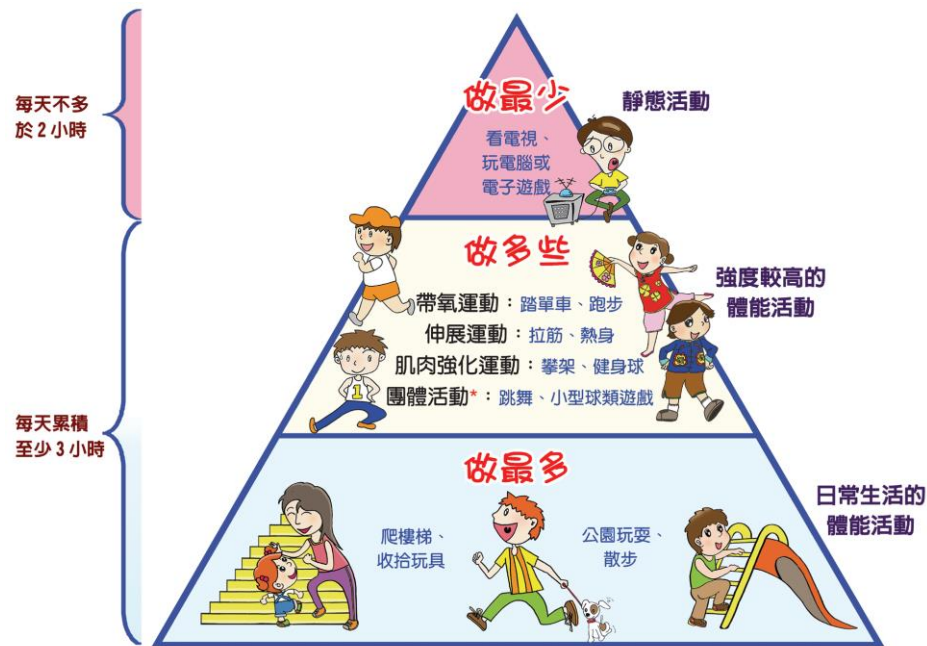 每天不多
於2小時
做最少
靜態活動
看電視、
玩電腦或
電子遊戲
做多些
強度較高的
體能活動
帶氧運動：踏單車、跑步
伸展運動：拉筋、熱身
肌肉強化運動：攀架、健身球
團體活動*：跳舞、小型球類遊戲
1
每天累積
至少3小時
做最多
日常生活的
體能活動
爬樓梯、
收拾玩具
公園玩耍、
散步